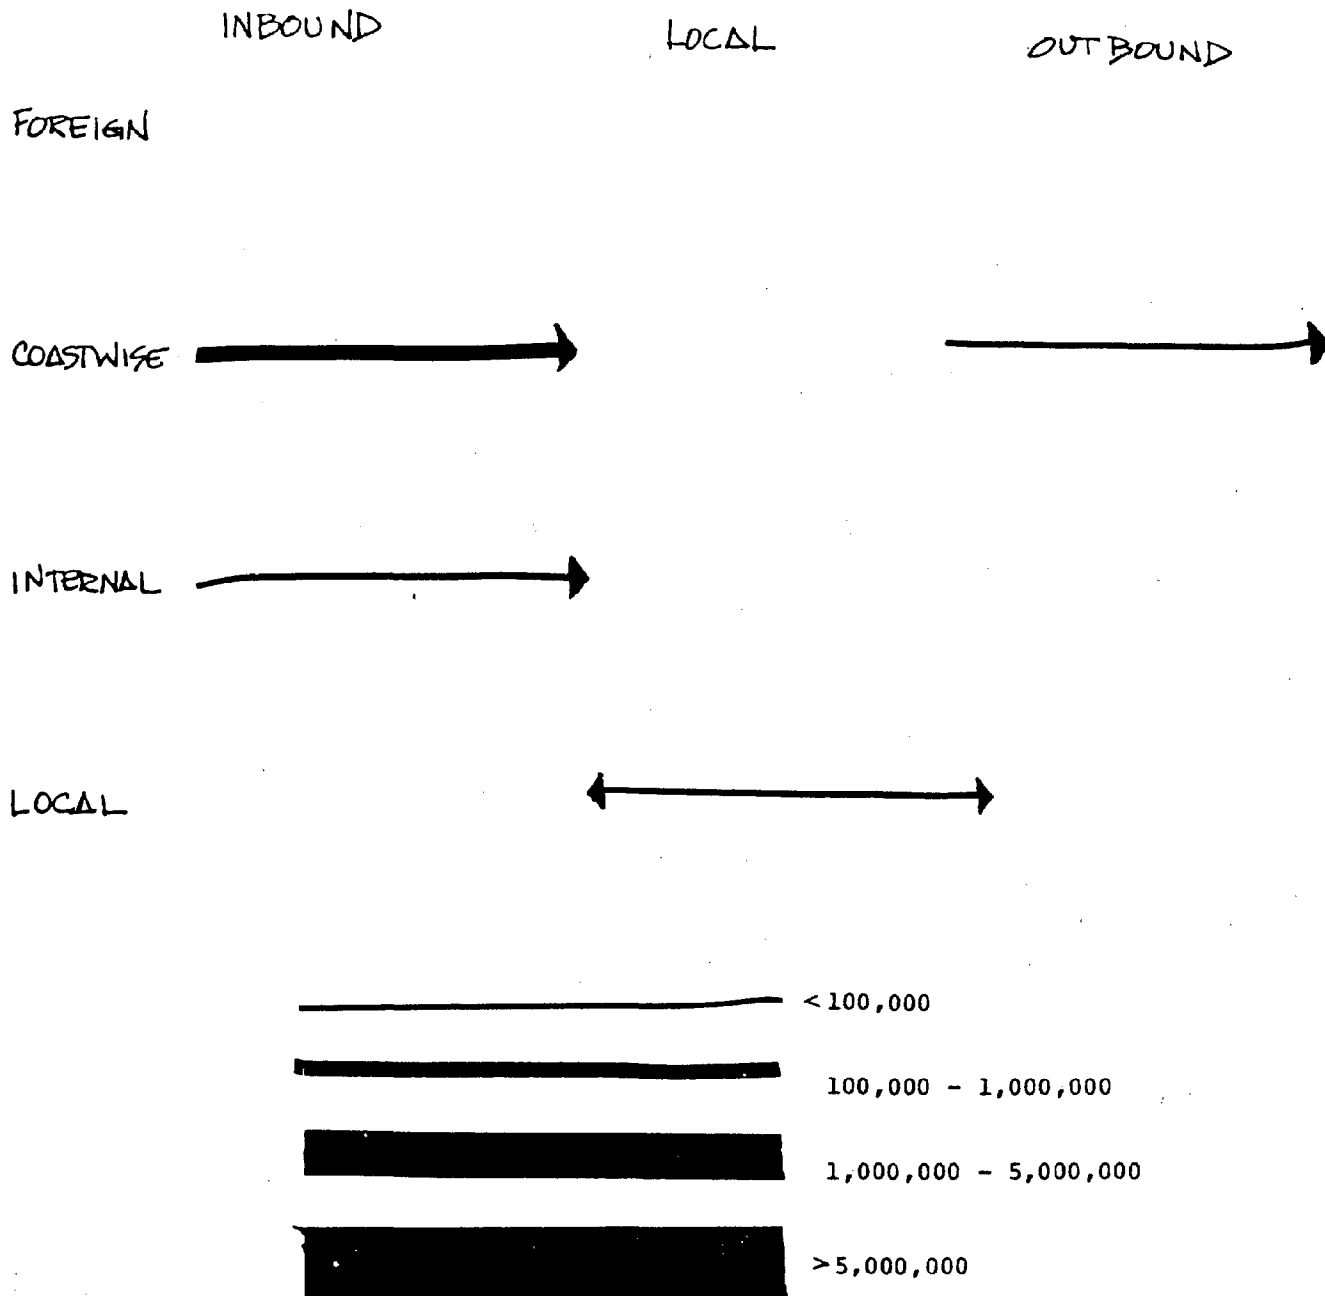 INBOUND LOCAL OUTBOUND
FOREIGN
COASTWISE
INTERNAL
LOCAL
<100,000
100,000 - 1,000,000
1,000,000 - 5,000,000
>5,000,000